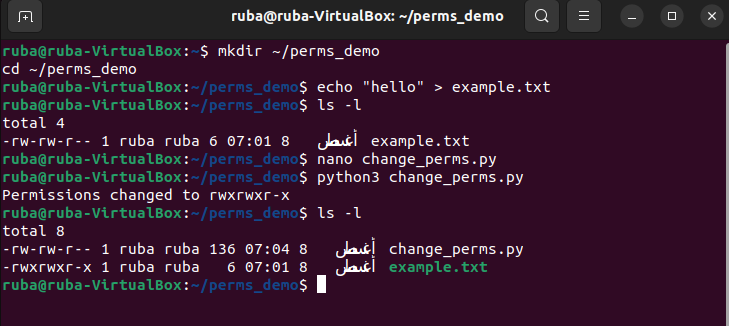 ruba@ruba-VirtualBox: ~/perms_demo
ruba@ruba-VirtualBox:~$ mkdir ~/perms_demo
cd ~/perms_demo
ruba@ruba-VirtualBox:~/perms_demo$ echo "hello" > example.txt
ruba@ruba-VirtualBox:~/perms_demo$ ls -l
total 4
-rw-rw-r-- 1 ruba ruba 6 07:01 8 أغسطس example.txt
ruba@ruba-VirtualBox:~/perms_demo$ nano change_perms.py
ruba@ruba-VirtualBox:~/perms_demo$ python3 change_perms.py
Permissions changed to rwxrwxr-x
ruba@ruba-VirtualBox:~/perms_demo$ ls -l
total 8
-rw-rw-r-- 1 ruba ruba 136 07:04 8 أغسطس change_perms.py
-rwxrwxr-x 1 ruba ruba   6 07:01 8 أغسطس example.txt
ruba@ruba-VirtualBox:~/perms_demo$